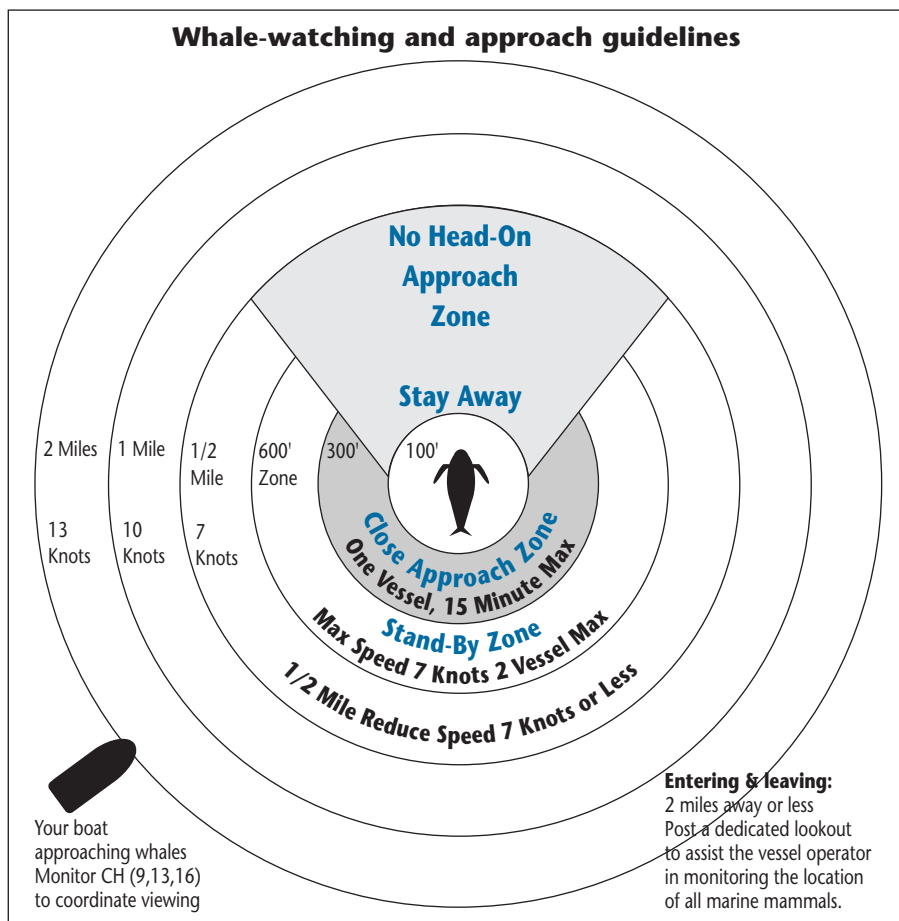 Whale-watching and approach guidelines
No Head-On
Approach
Zone
Stay Away
2 Miles
1 Mile
1/2
Mile
600'
Zone
300'
100'
13
Knots
10
Knots
7
Knots
Close Approach Zone
One Vessel, 15 Minute Max
Stand-By Zone
Max Speed 7 Knots 2 Vessel Max
1/2 Mile Reduce Speed 7 Knots or Less
Your boat
approaching whales
Monitor CH (9,13,16)
to coordinate viewing
Entering & leaving:
2 miles away or less
Post a dedicated lookout
to assist the vessel operator
in monitoring the location
of all marine mammals.